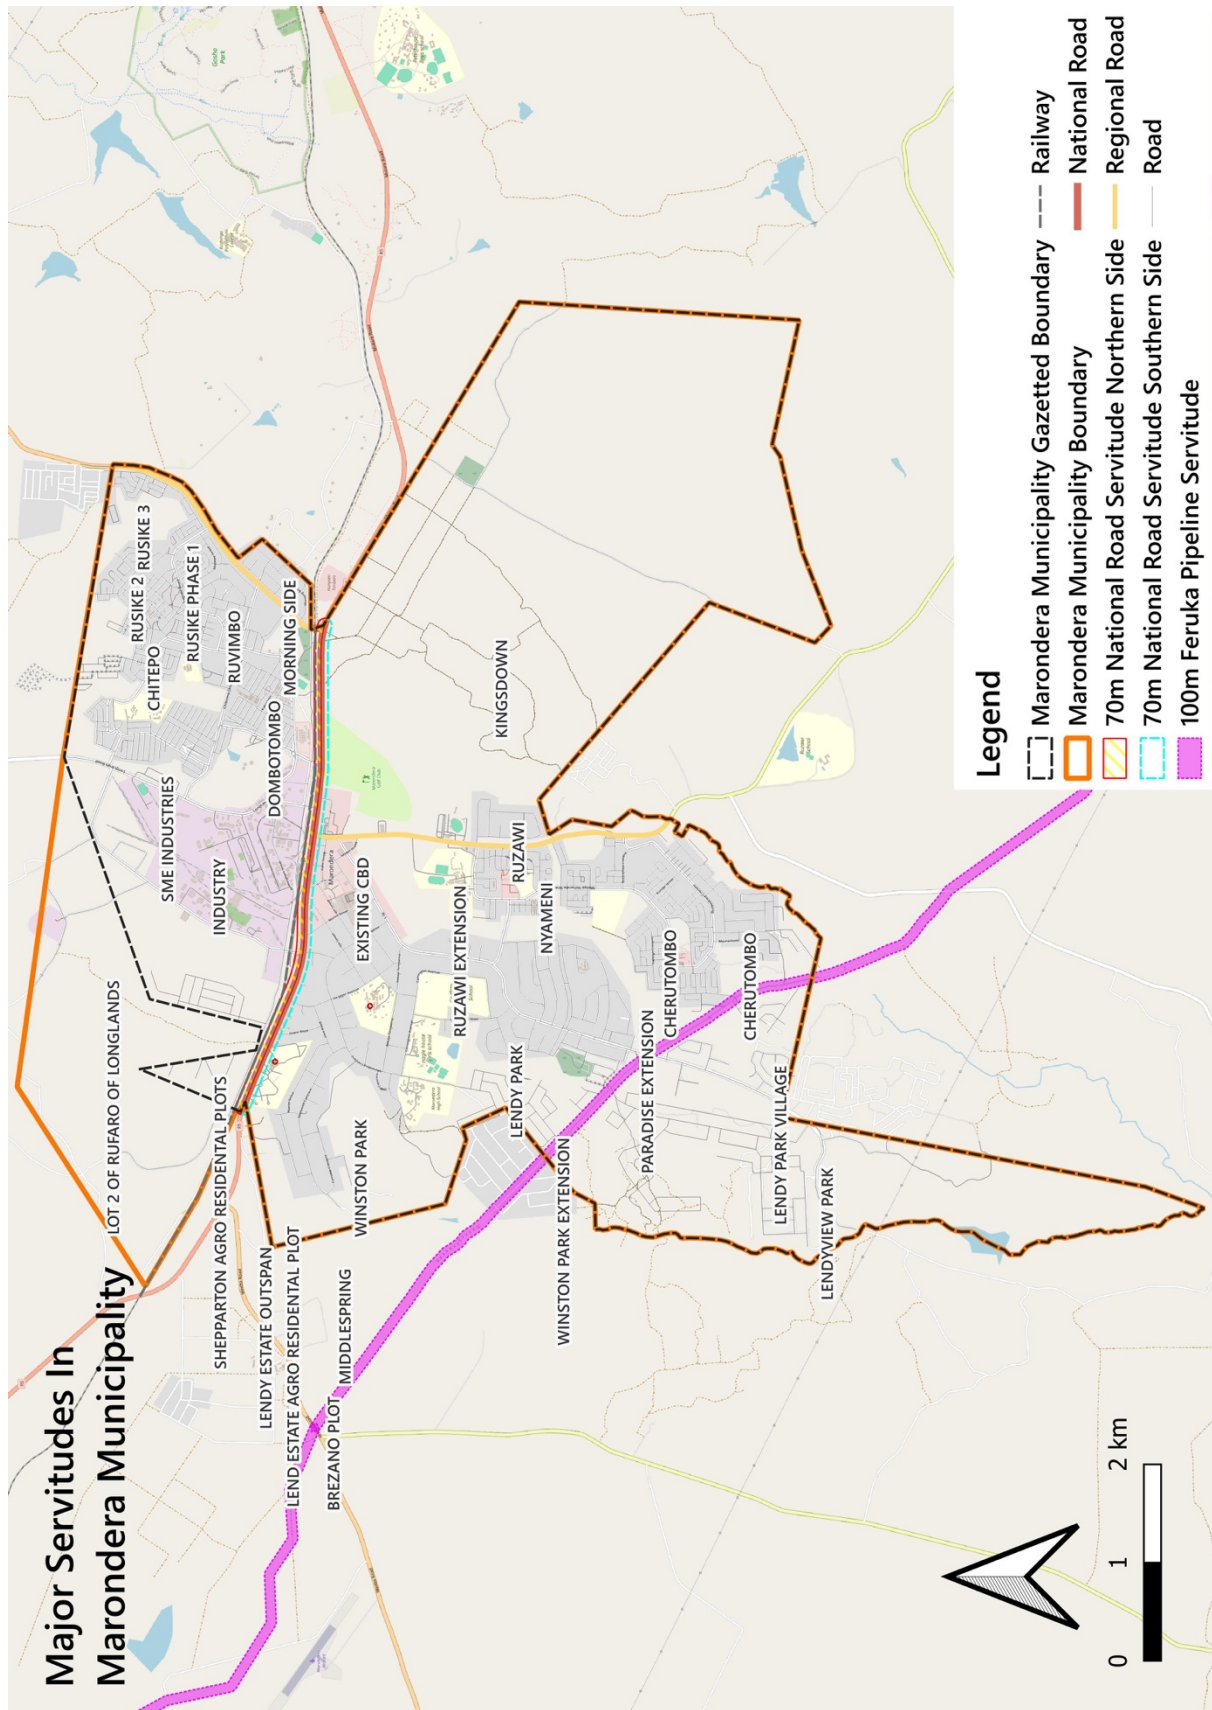 Major Servitudes In
Marondera Municipality
LOT 2 OF RUFARO OF LONGLANDS
SME INDUSTRIES
INDUSTRY
CHITEPO
RUSIKE 2
RUSIKE 3
RUSIKE PHASE 1
RUVIMBO
DOMBOTOMBO
MORNING SIDE
SHEPPARTON AGRO RESIDENTIAL PLOTS
LENDY ESTATE OUTSPAN
LEND ESTATE AGRO RESIDENTIAL PLOT
BREZANO PLOT
MIDDLESPRING
WINSTON PARK
EXISTING CBD
Marondera
RUZAWI EXTENSION
RUZAWI
NYAMENI
KINGSDOWN
LENDY PARK
WINSTON PARK EXTENSION
PARADISE EXTENSION
CHERUTOMBO
CHERUTOMBO
LENDY PARK VILLAGE
LENDYVIEW PARK
Gosho
Park
Legend
Marondera Municipality Gazetted Boundary
Marondera Municipality Boundary
70m National Road Servitude Northern Side
70m National Road Servitude Southern Side
100m Feruka Pipeline Servitude
Railway
National Road
Regional Road
Road
0 1 2 km